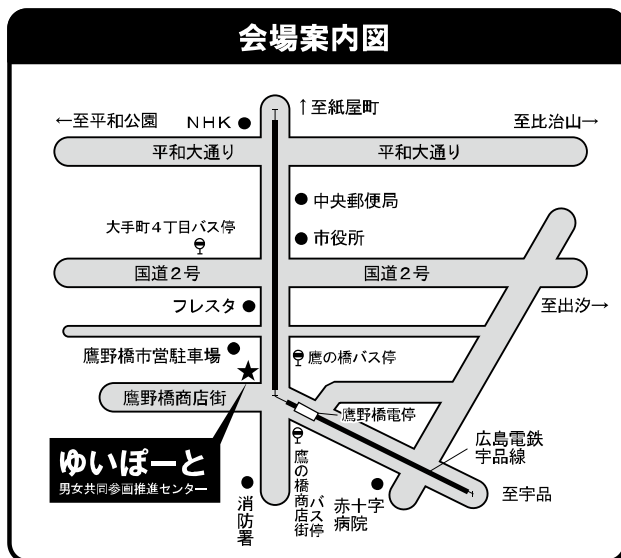 会場案内図
←至平和公園
NHK
↑至紙屋町
至比治山→
平和大通り
平和大通り
中央郵便局
大手町4丁目バス停
市役所
国道2号
国道2号
フレスタ
至出汐→
鷹野橋市営駐車場
鷹の橋バス停
鷹野橋商店街
鷹野橋電停
ゆいぽーと
男女共同参画推進センター
広島電鉄
宇品線
至宇品
消防署
鷹の橋商店街
バス停
赤十字
病院